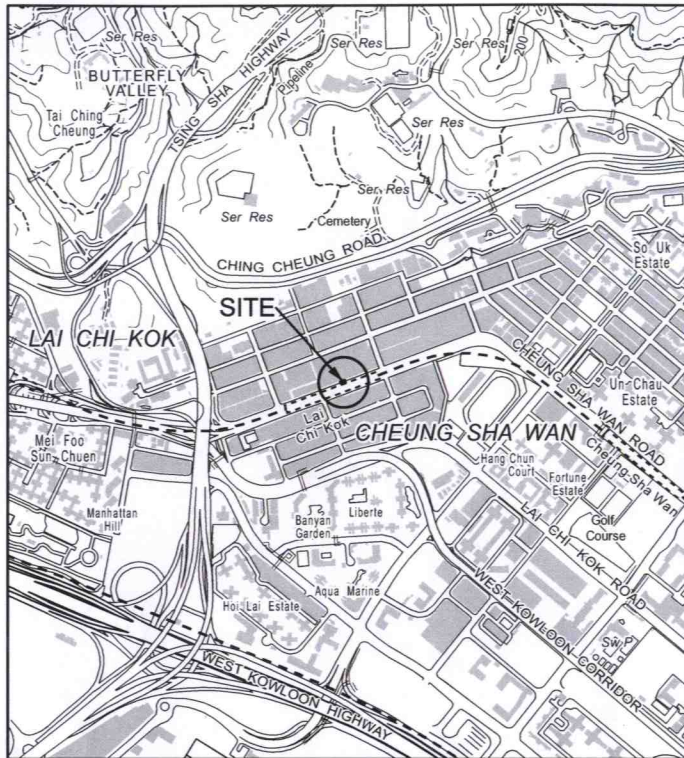 Ser Res
Ser Res
Ser Res
200
BUTTERFLY
VALLEY
TSING SHA HIGHWAY
Pipeline
Tai Ching
Cheung
Ser Res
Ser Res
Cemetery
CHING CHEUNG ROAD
So Uk
Estate
SITE
LAI CHI KOK
CHEUNG SHA WAN ROAD
Un Chau
Estate
Lai
Chi Kok
CHEUNG SHA WAN
Cheung Sha Wan
Mei Foo
Sun Chuen
Hang Chun
Court
Fortune
Estate
Manhattan
Hill
Banyan
Garden
Liberte
Golf
Course
LAI CHI KOK ROAD
Hoi Lai Estate
Aqua Marine
WEST KOWLOON CORRIDOR
Sw P
WEST KOWLOON HIGHWAY